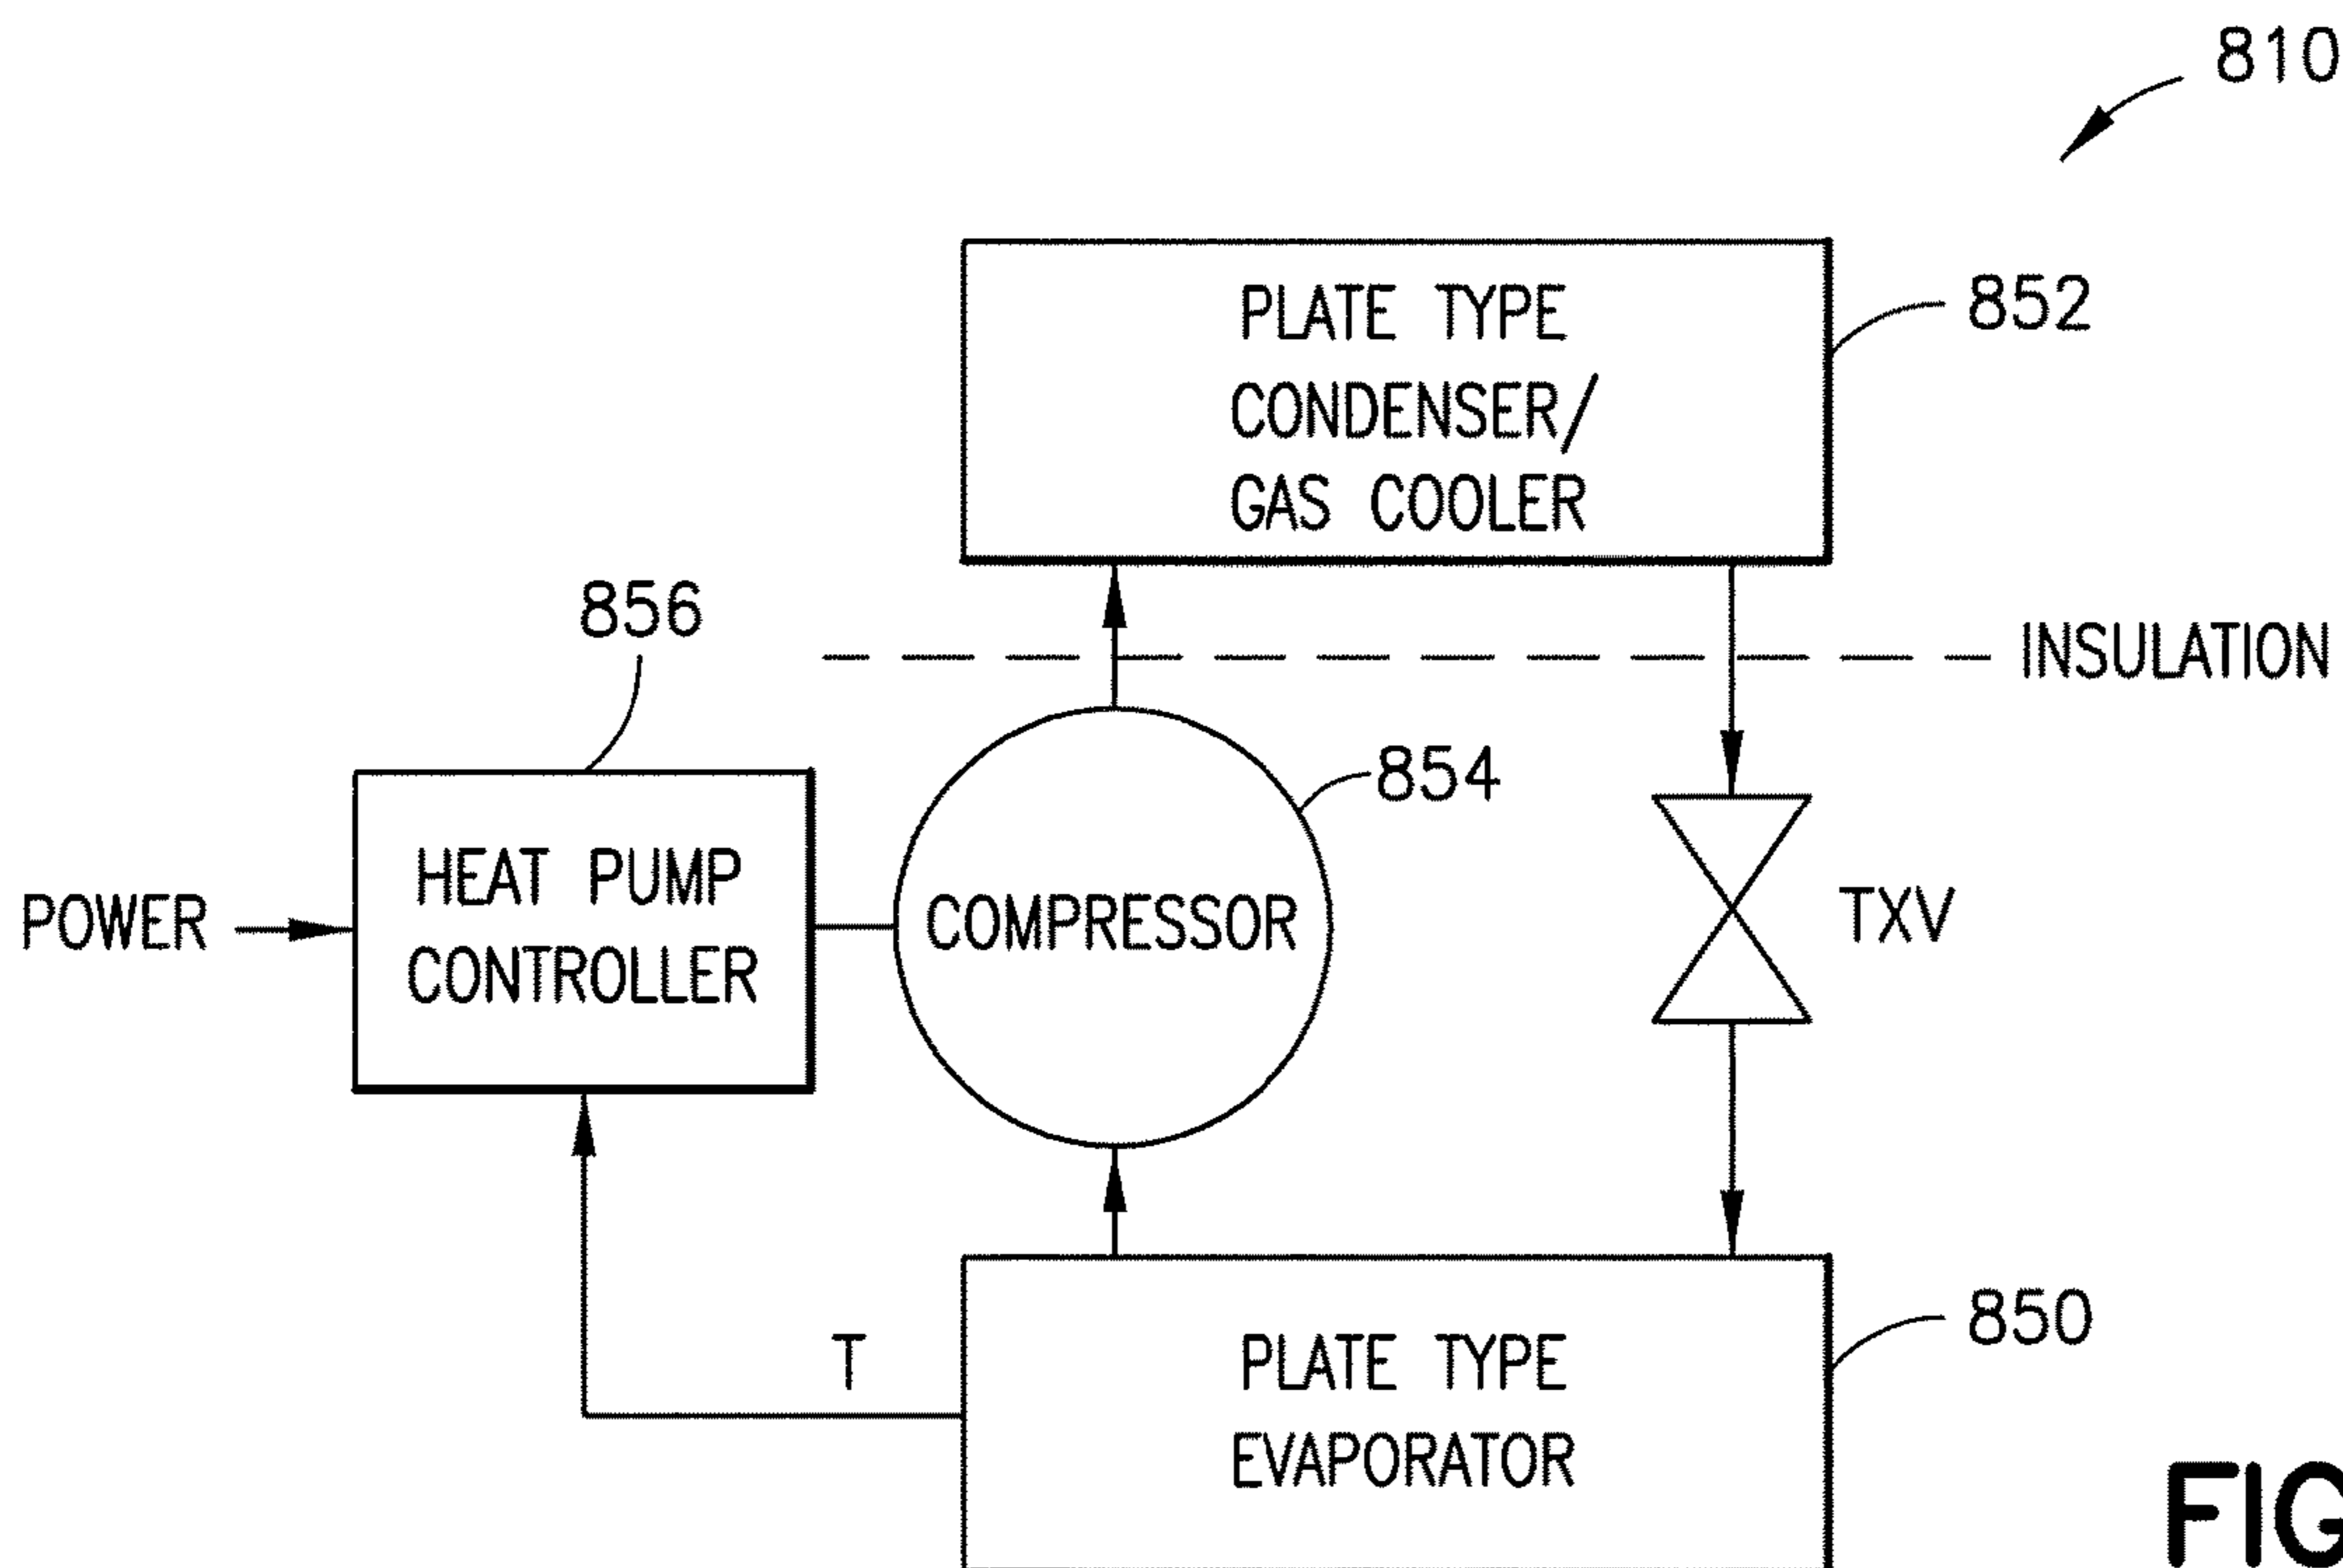 810
PLATE TYPE
CONDENSER/
GAS COOLER
852
856
INSULATION
854
HEAT PUMP
CONTROLLER
POWER
COMPRESSOR
TXV
T
PLATE TYPE
EVAPORATOR
850
FIG